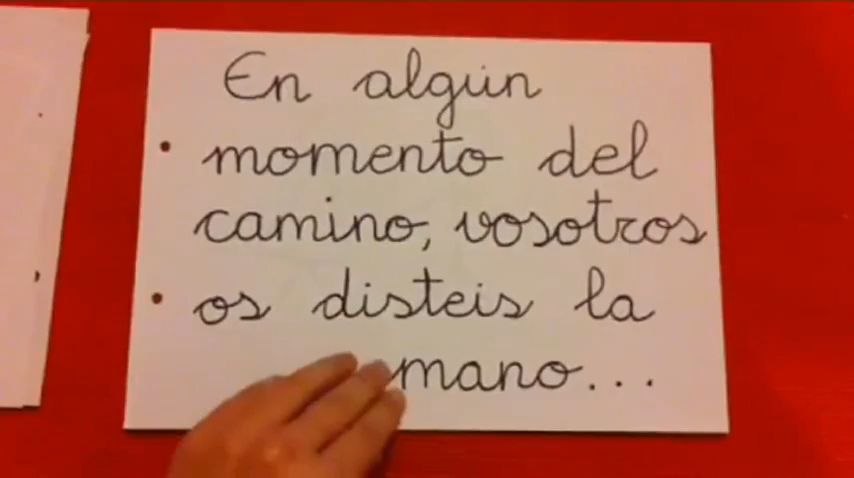 En algún
momento del
camino, vosotros
os disteis la
mano...